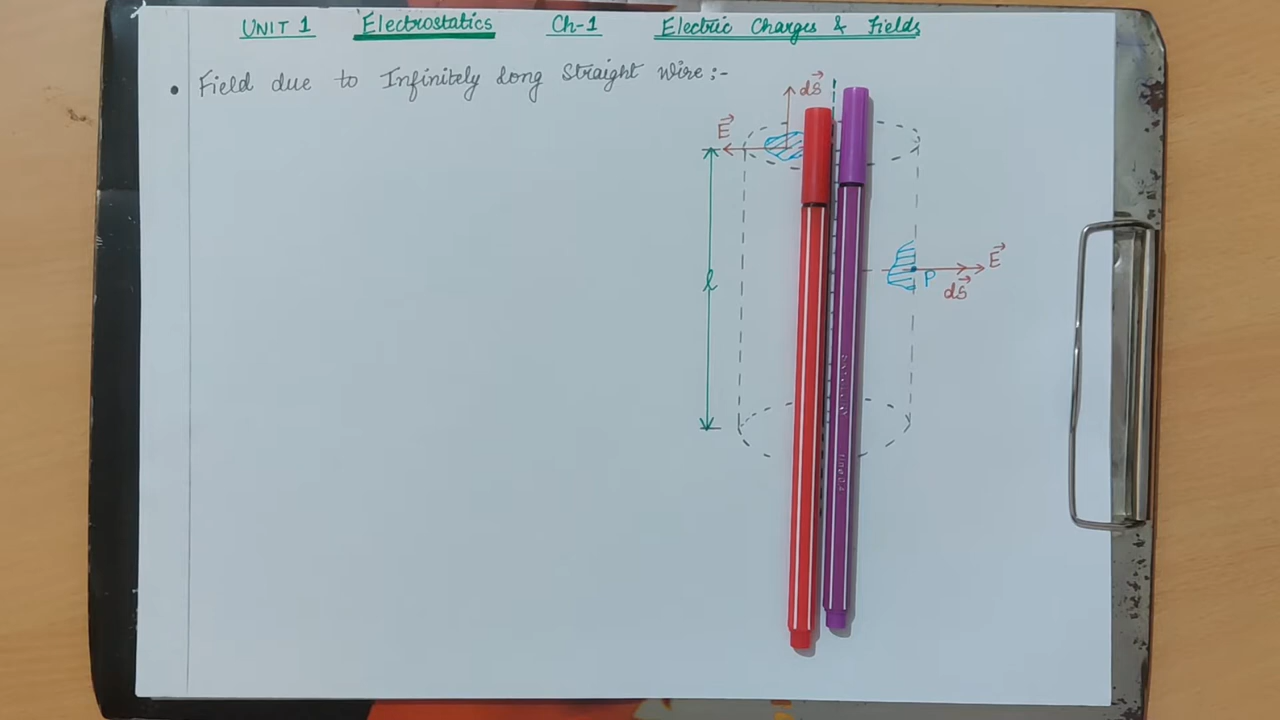 UNIT 1 Electrostatics Ch-1 Electric Charges & Fields
• Field due to Infinitely long Straight Wire :-
dS⃗
E⃗
E⃗
l
P
dS⃗